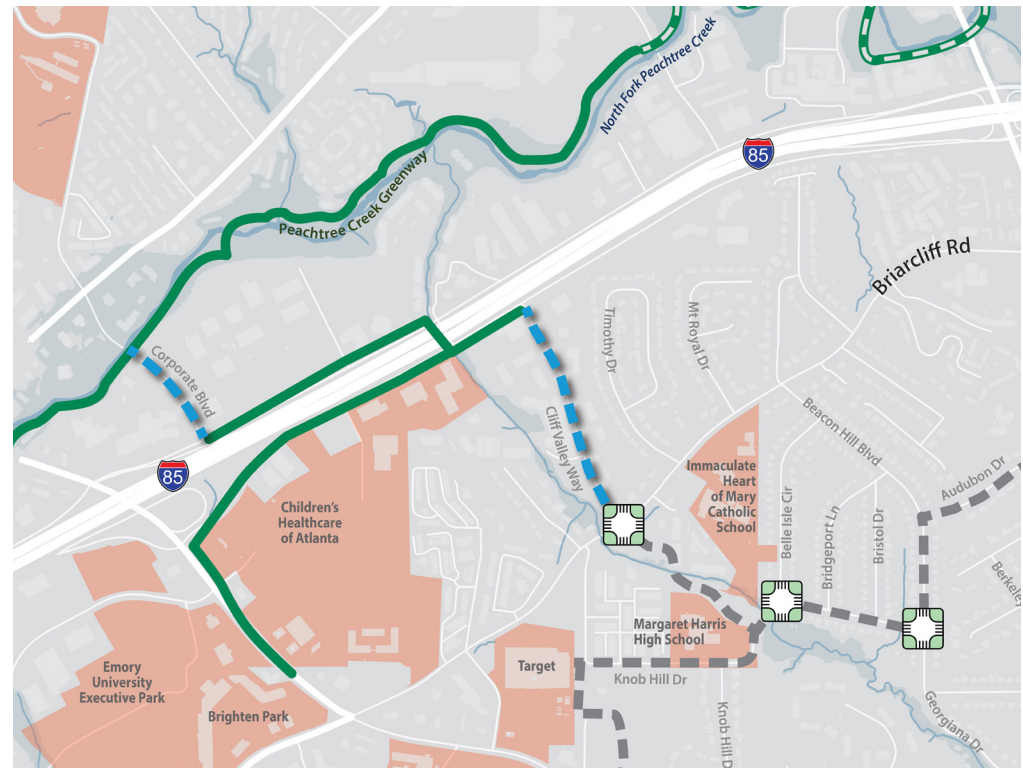 North Fork Peachtree Creek
85
Peachtree Creek Greenway
Briarcliff Rd
Corporate Blvd
Timothy Dr
Mt Royal Dr
Cliff Valley Way
Beacon Hill Blvd
Audubon Dr
85
Immaculate
Heart
of Mary
Catholic
School
Children's
Healthcare
of Atlanta
Belle Isle Cir
Bridgeport Ln
Bristol Dr
Berkeley
Margaret Harris
High School
Emory
University
Executive Park
Target
Knob Hill Dr
Brighten Park
Knob Hill D
Georgiana Dr